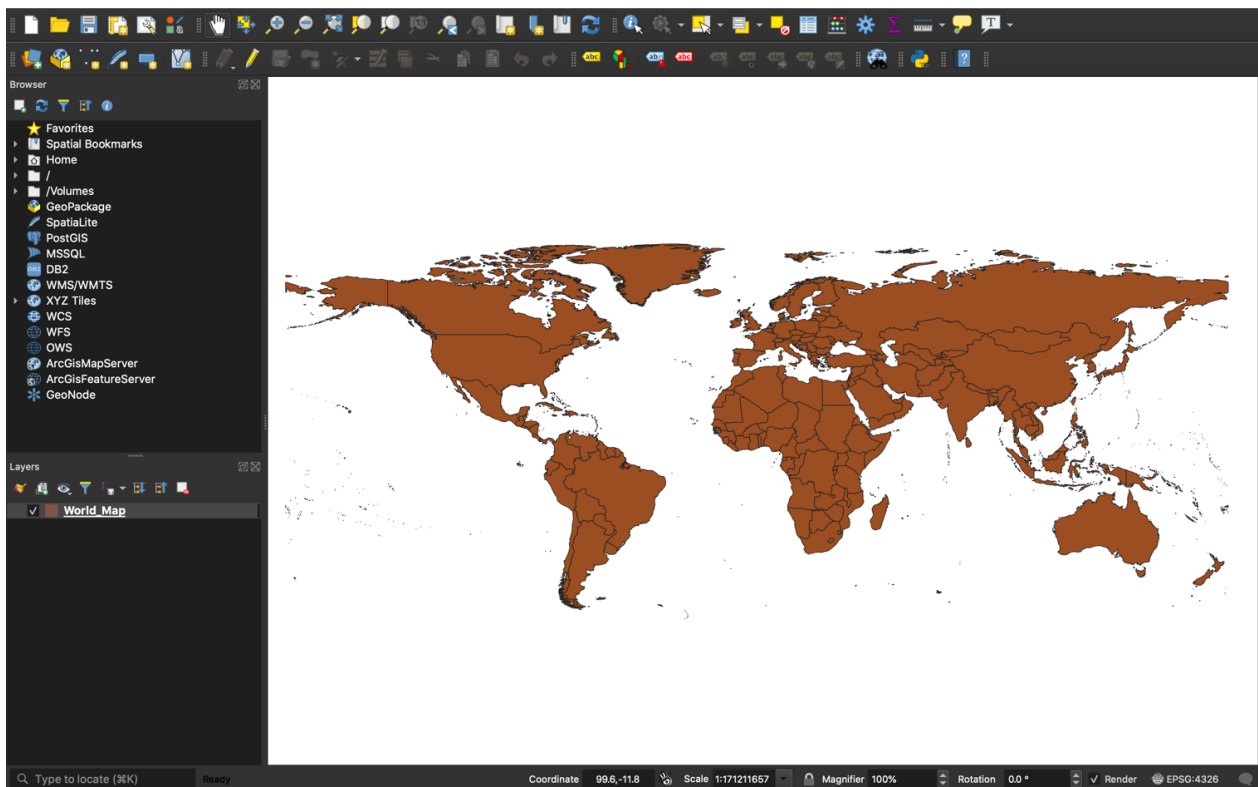 Browser
Favorites
Spatial Bookmarks
Home
/
/Volumes
GeoPackage
SpatiaLite
PostGIS
MSSQL
DB2
WMS/WMTS
XYZ Tiles
WCS
WFS
OWS
ArcGisMapServer
ArcGisFeatureServer
GeoNode
Layers
World_Map
Type to locate (⌘K) Ready Coordinate 99.6,-11.8 Scale 1:171211657 Magnifier 100% Rotation 0.0 ° Render EPSG:4326